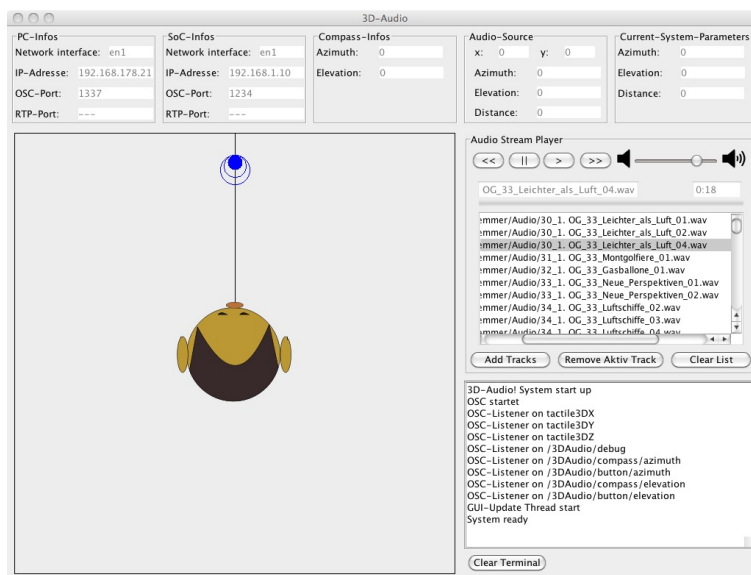 3D-Audio
PC-Infos
Network interface: en1
IP-Adresse: 192.168.178.21
OSC-Port: 1337
RTP-Port: ---
SoC-Infos
Network interface: en1
IP-Adresse: 192.168.1.10
OSC-Port: 1234
RTP-Port: ---
Compass-Infos
Azimuth: 0
Elevation: 0
Audio-Source
x: 0 y: 0
Azimuth: 0
Elevation: 0
Distance: 0
Current-System-Parameters
Azimuth: 0
Elevation: 0
Distance: 0
Audio Stream Player
<< || > >>
OG_33_Leichter_als_Luft_04.wav 0:18
emmer/Audio/30_1. OG_33_Leichter_als_Luft_01.wav
emmer/Audio/30_1. OG_33_Leichter_als_Luft_02.wav
emmer/Audio/30_1. OG_33_Leichter_als_Luft_04.wav
emmer/Audio/31_1. OG_33_Montgolfiere_01.wav
emmer/Audio/32_1. OG_33_Gasballone_01.wav
emmer/Audio/33_1. OG_33_Neue_Perspektiven_01.wav
emmer/Audio/33_1. OG_33_Neue_Perspektiven_02.wav
emmer/Audio/34_1. OG_33_Luftschiffe_02.wav
emmer/Audio/34_1. OG_33_Luftschiffe_03.wav
emmer/Audio/34_1. OG_33_Luftschiffe_04.wav
Add Tracks Remove Aktiv Track Clear List
3D-Audio! System start up
OSC startet
OSC-Listener on tactile3DX
OSC-Listener on tactile3DY
OSC-Listener on tactile3DZ
OSC-Listener on /3DAudio/debug
OSC-Listener on /3DAudio/compass/azimuth
OSC-Listener on /3DAudio/button/azimuth
OSC-Listener on /3DAudio/compass/elevation
OSC-Listener on /3DAudio/button/elevation
GUI-Update Thread start
System ready
Clear Terminal